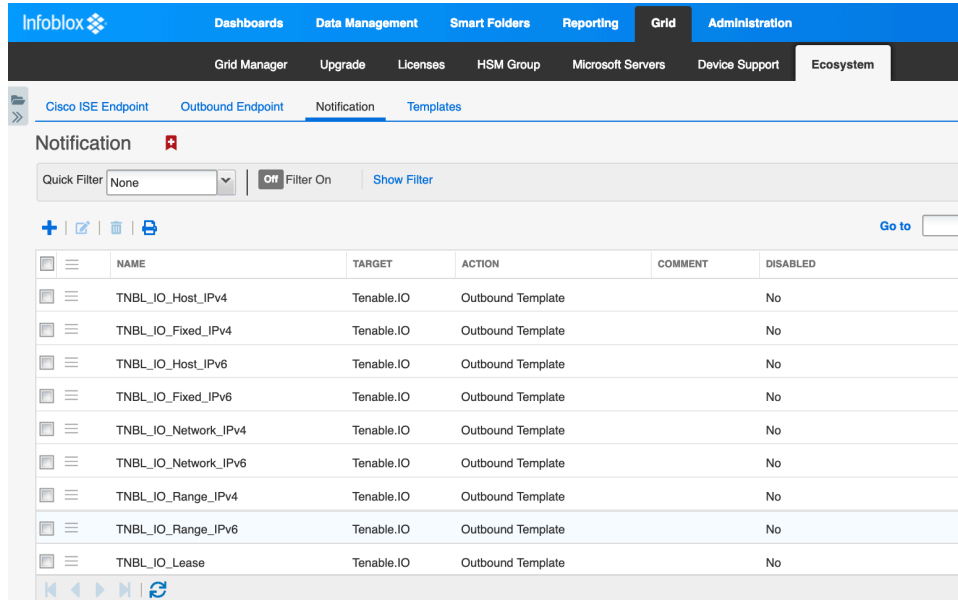 Infoblox Dashboards Data Management Smart Folders Reporting Grid Administration
Grid Manager Upgrade Licenses HSM Group Microsoft Servers Device Support Ecosystem
Cisco ISE Endpoint Outbound Endpoint Notification Templates
Notification
Quick Filter None Off Filter On Show Filter
Go to
NAME TARGET ACTION COMMENT DISABLED
TNBL_IO_Host_IPv4 Tenable.IO Outbound Template No
TNBL_IO_Fixed_IPv4 Tenable.IO Outbound Template No
TNBL_IO_Host_IPv6 Tenable.IO Outbound Template No
TNBL_IO_Fixed_IPv6 Tenable.IO Outbound Template No
TNBL_IO_Network_IPv4 Tenable.IO Outbound Template No
TNBL_IO_Network_IPv6 Tenable.IO Outbound Template No
TNBL_IO_Range_IPv4 Tenable.IO Outbound Template No
TNBL_IO_Range_IPv6 Tenable.IO Outbound Template No
TNBL_IO_Lease Tenable.IO Outbound Template No